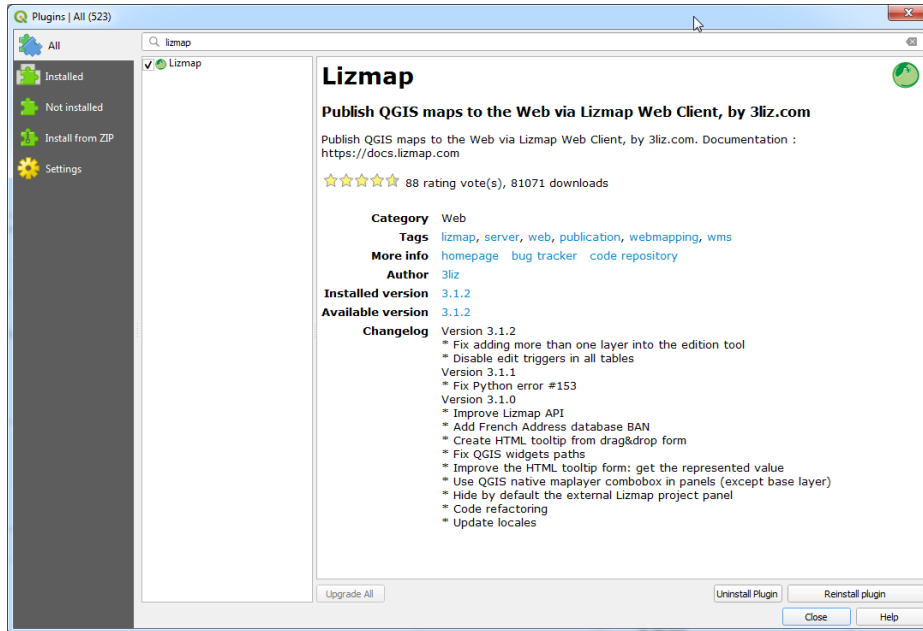 Plugins | All (523)
All
Installed
Not installed
Install from ZIP
Settings
lizmap
Lizmap
Lizmap
Publish QGIS maps to the Web via Lizmap Web Client, by 3liz.com
Publish QGIS maps to the Web via Lizmap Web Client, by 3liz.com. Documentation :
https://docs.lizmap.com
88 rating vote(s), 81071 downloads
Category Web
Tags lizmap, server, web, publication, webmapping, wms
More info homepage bug tracker code repository
Author 3liz
Installed version 3.1.2
Available version 3.1.2
Changelog Version 3.1.2
* Fix adding more than one layer into the edition tool
* Disable edit triggers in all tables
Version 3.1.1
* Fix Python error #153
Version 3.1.0
* Improve Lizmap API
* Add French Address database BAN
* Create HTML tooltip from drag&drop form
* Fix QGIS widgets paths
* Improve the HTML tooltip form: get the represented value
* Use QGIS native maplayer combobox in panels (except base layer)
* Hide by default the external Lizmap project panel
* Code refactoring
* Update locales
Upgrade All
Uninstall Plugin
Reinstall plugin
Close
Help